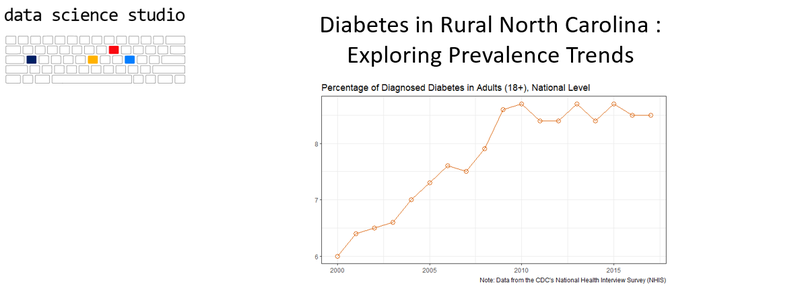 data science studio
Diabetes in Rural North Carolina :
Exploring Prevalence Trends
Percentage of Diagnosed Diabetes in Adults (18+), National Level
8
7
6
2000 2005 2010 2015
Note: Data from the CDC's National Health Interview Survey (NHIS)